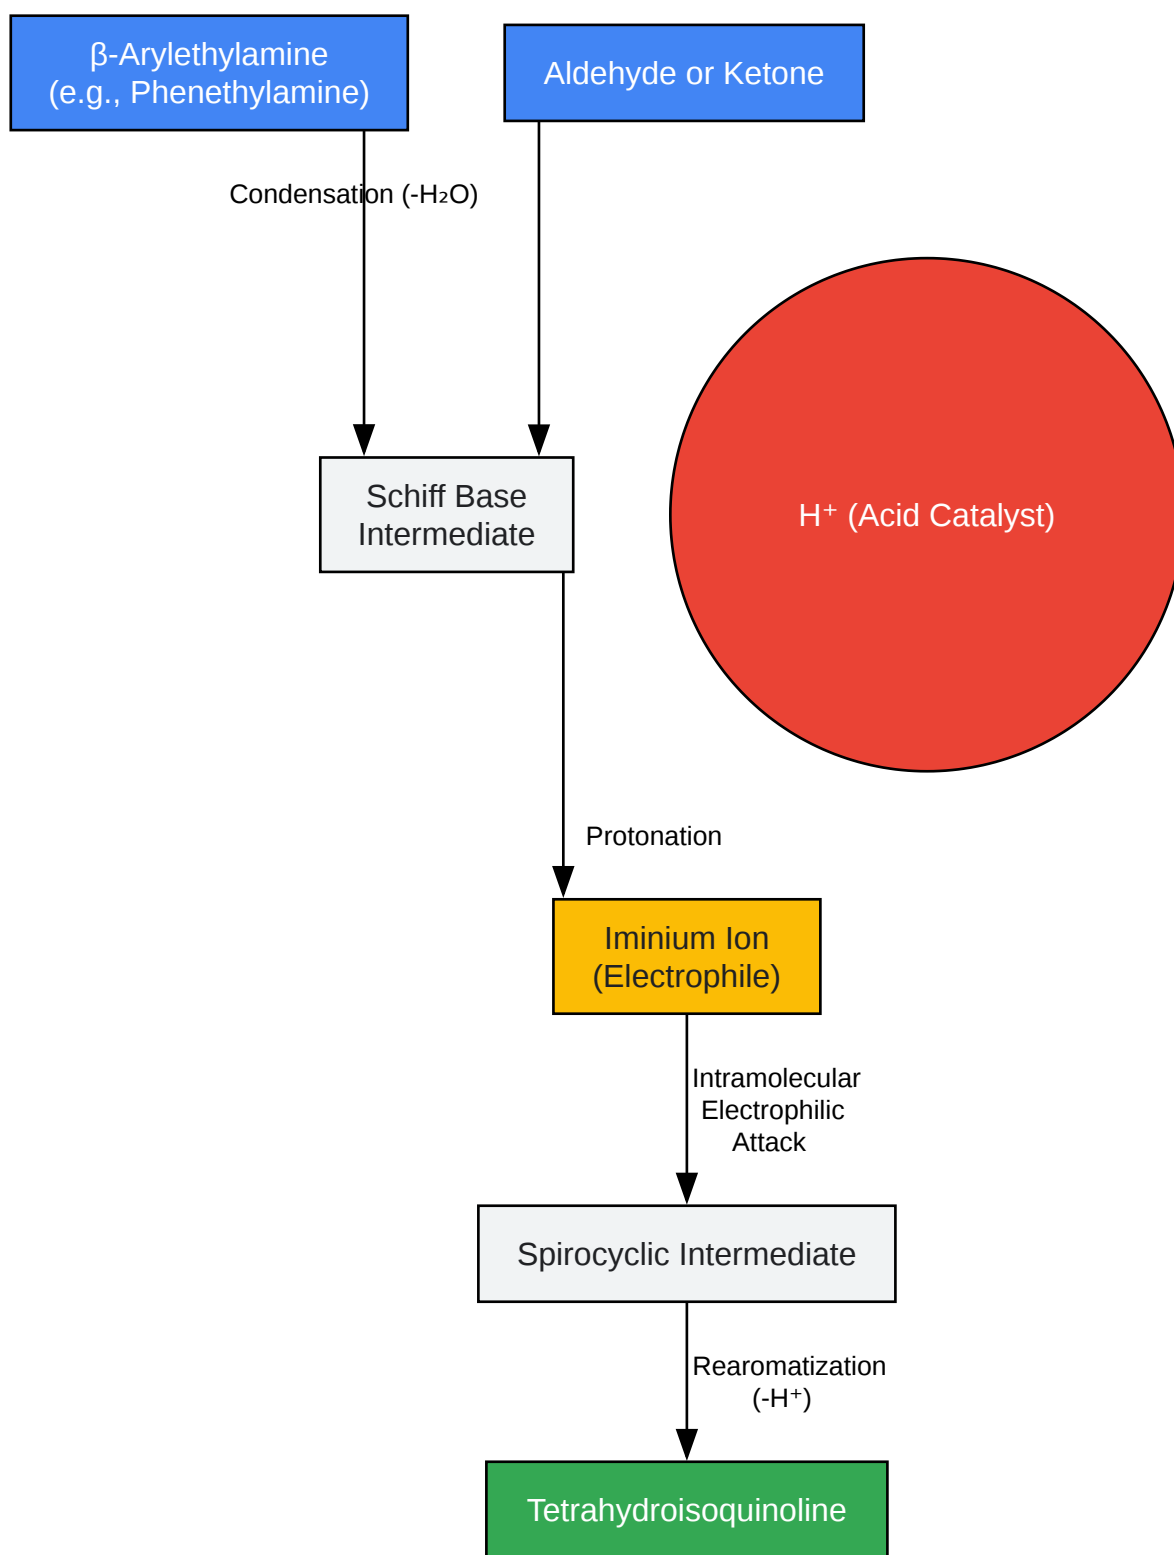 β-Arylethylamine
(e.g., Phenethylamine)
Aldehyde or Ketone
Condensation (-H₂O)
Schiff Base
Intermediate
H⁺ (Acid Catalyst)
Protonation
Iminium Ion
(Electrophile)
Intramolecular
Electrophilic
Attack
Spirocyclic Intermediate
Rearomatization
(-H⁺)
Tetrahydroisoquinoline